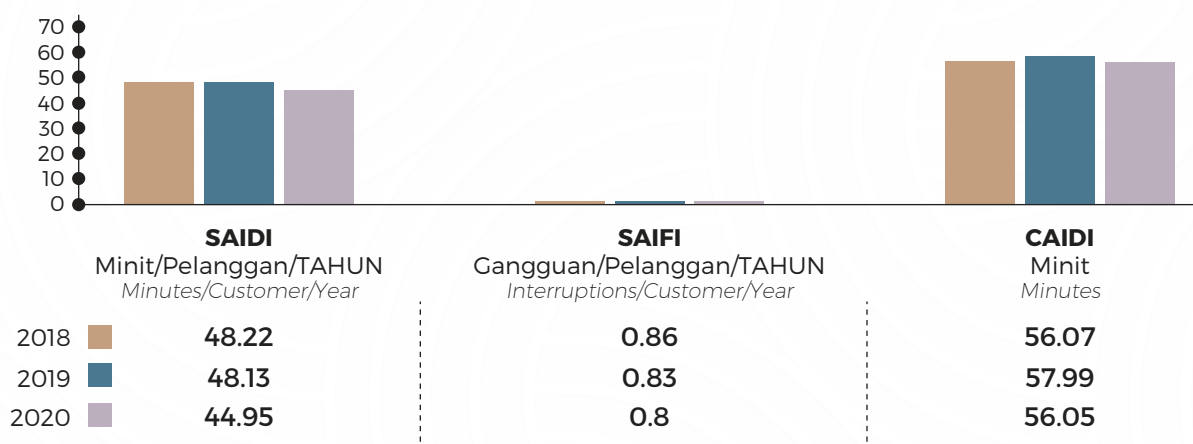 70
60
50
40
30
20
10
0
SAIDI SAIFI CAIDI
Minit/Pelanggan/TAHUN Gangguan/Pelanggan/TAHUN Minit
Minutes/Customer/Year Interruptions/Customer/Year Minutes
2018 48.22 0.86 56.07
2019 48.13 0.83 57.99
2020 44.95 0.8 56.05